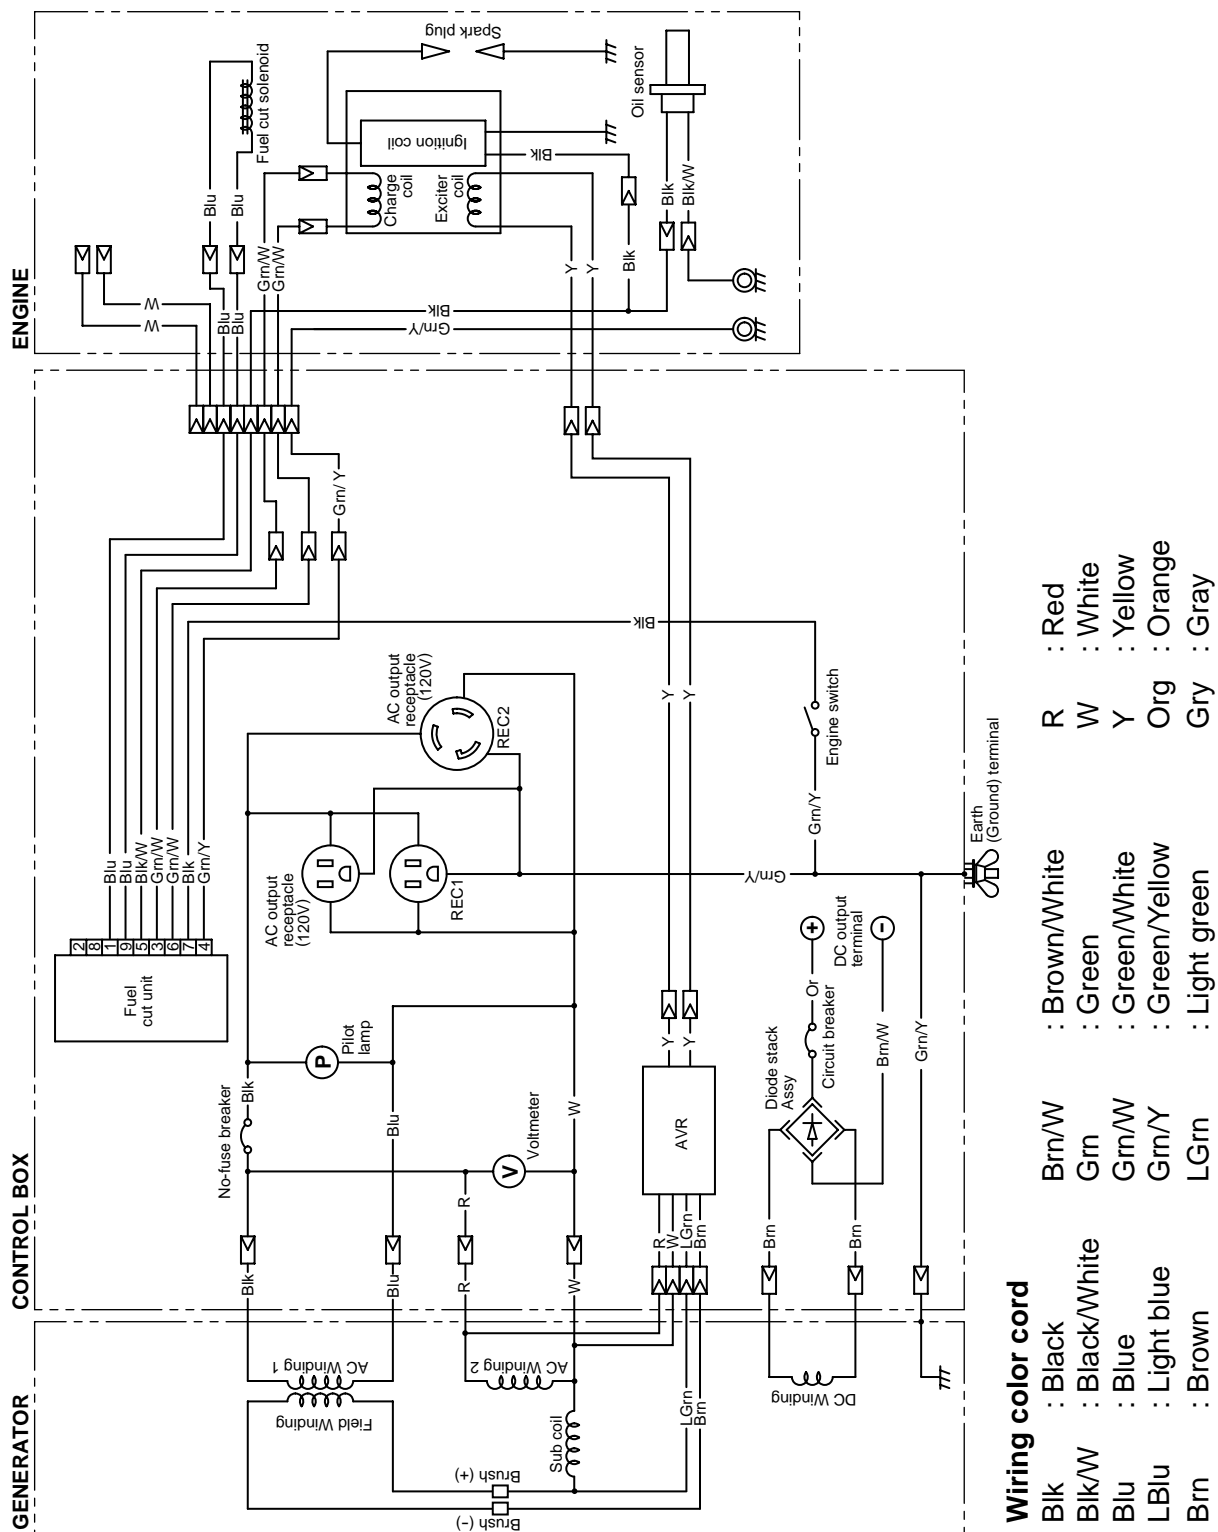 GENERATOR
CONTROL BOX
ENGINE
Field Winding
AC Winding 1
AC Winding 2
Sub coil
Brush (+)
Brush (-)
DC Winding
LGrn
Brn
Blk
Blu
R
W
No-fuse breaker
Blk
Pilot lamp
P
Blu
R
Voltmeter
V
W
R
W
LGrn
Brn
AVR
Y
Y
Brn
Brn
Diode stack
Assy
Circuit breaker
Or
Brn/W
DC output
terminal
+
-
Grn/Y
Fuel
cut unit
2
8
1
9
5
3
6
7
4
Blu
Blu
Blk/W
Grn/W
Grn/W
Blk
Grn/Y
AC output
receptacle
(120V)
REC1
AC output
receptacle
(120V)
REC2
Grn/Y
Grn/Y
Engine switch
Blk
Y
Y
Grn/ Y
Earth
(Ground) terminal
W
W
Blu
Blu
Blu
Blu
Fuel cut solenoid
Grn/W
Grn/W
Blk
Grn/Y
Charge
coil
Exciter
coil
Ignition coil
Spark plug
Blk
Blk
Y
Y
Oil sensor
Blk
Blk/W
Wiring color cord
Blk : Black
Blk/W : Black/White
Blu : Blue
LBlu : Light blue
Brn : Brown
Brn/W : Brown/White
Grn : Green
Grn/W : Green/White
Grn/Y : Green/Yellow
LGrn : Light green
R : Red
W : White
Y : Yellow
Org : Orange
Gry : Gray